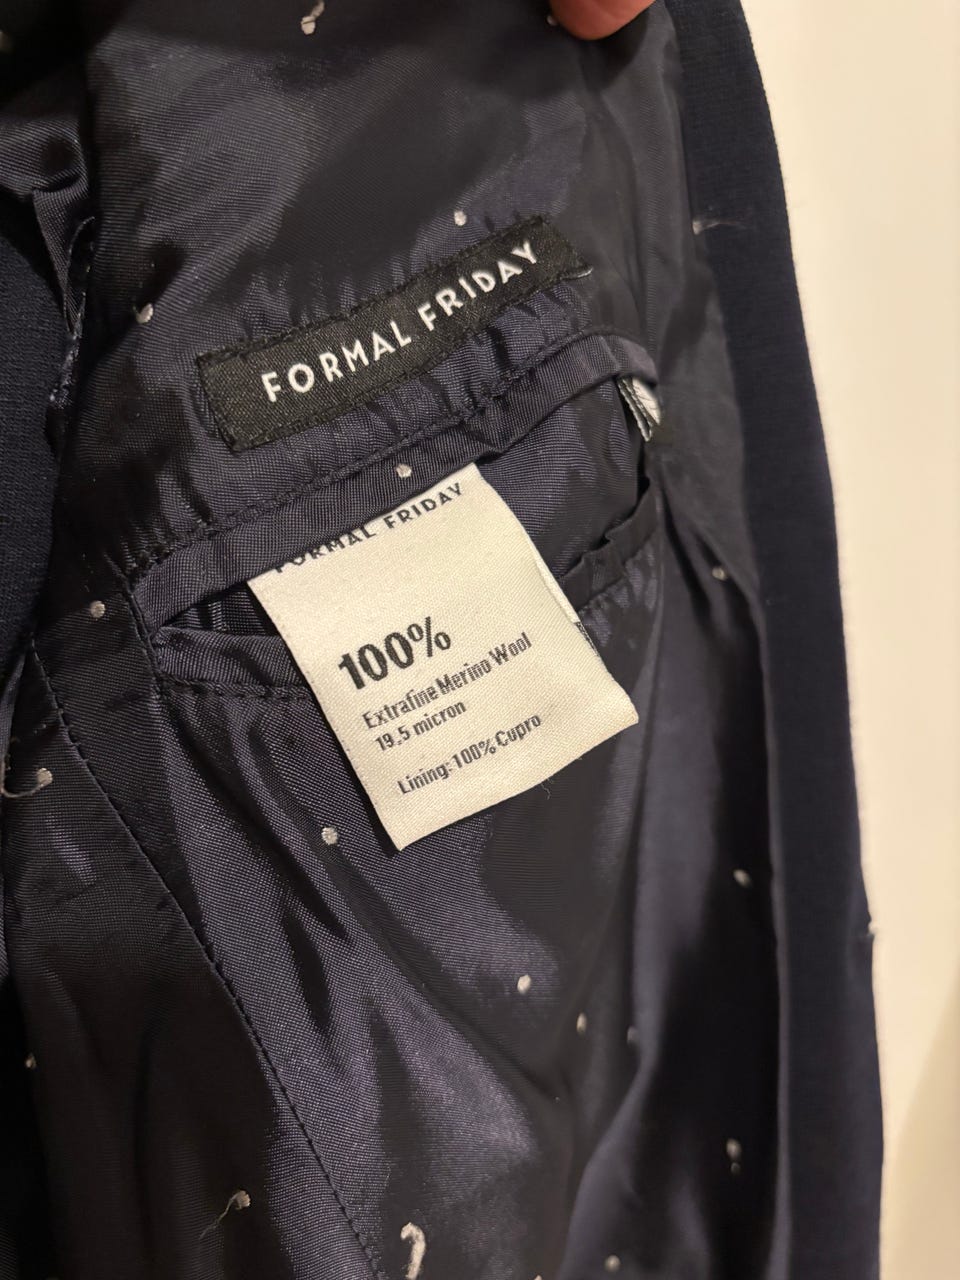 FORMAL FRIDAY
FORMAL FRIDAY
100%
Extrafine Merino Wool
19,5 micron
Lining: 100% Cupro